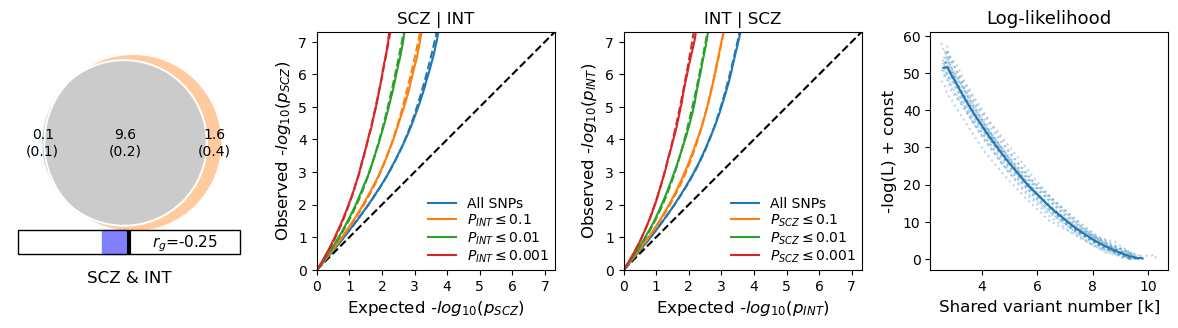 0.1
(0.1)
9.6
(0.2)
1.6
(0.4)
r_g=-0.25
SCZ & INT
SCZ | INT
Observed -log₁₀(p_SCZ)
7
6
5
4
3
2
1
0
0 1 2 3 4 5 6 7
Expected -log₁₀(p_SCZ)
All SNPs
P_INT ≤ 0.1
P_INT ≤ 0.01
P_INT ≤ 0.001
INT | SCZ
Observed -log₁₀(p_INT)
7
6
5
4
3
2
1
0
0 1 2 3 4 5 6 7
Expected -log₁₀(p_INT)
All SNPs
P_SCZ ≤ 0.1
P_SCZ ≤ 0.01
P_SCZ ≤ 0.001
Log-likelihood
-log(L) + const
60
50
40
30
20
10
0
4 6 8 10
Shared variant number [k]